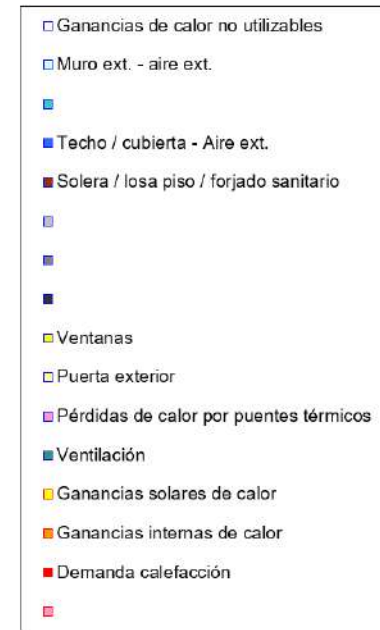 Ganancias de calor no utilizables
Muro ext. - aire ext.
Techo / cubierta - Aire ext.
Solera / losa piso / forjado sanitario
Ventanas
Puerta exterior
Pérdidas de calor por puentes térmicos
Ventilación
Ganancias solares de calor
Ganancias internas de calor
Demanda calefacción